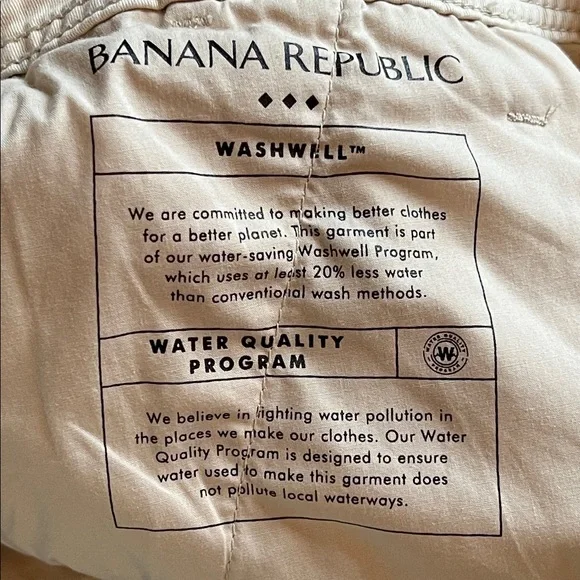 BANANA REPUBLIC
WASHWELL™
We are committed to making better clothes
for a better planet. This garment is part
of our water-saving Washwell Program,
which uses at least 20% less water
than conventional wash methods.
WATER QUALITY
PROGRAM
WATER QUALITY
W
PROGRAM
We believe in fighting water pollution in
the places we make our clothes. Our Water
Quality Program is designed to ensure
water used to make this garment does
not pollute local waterways.